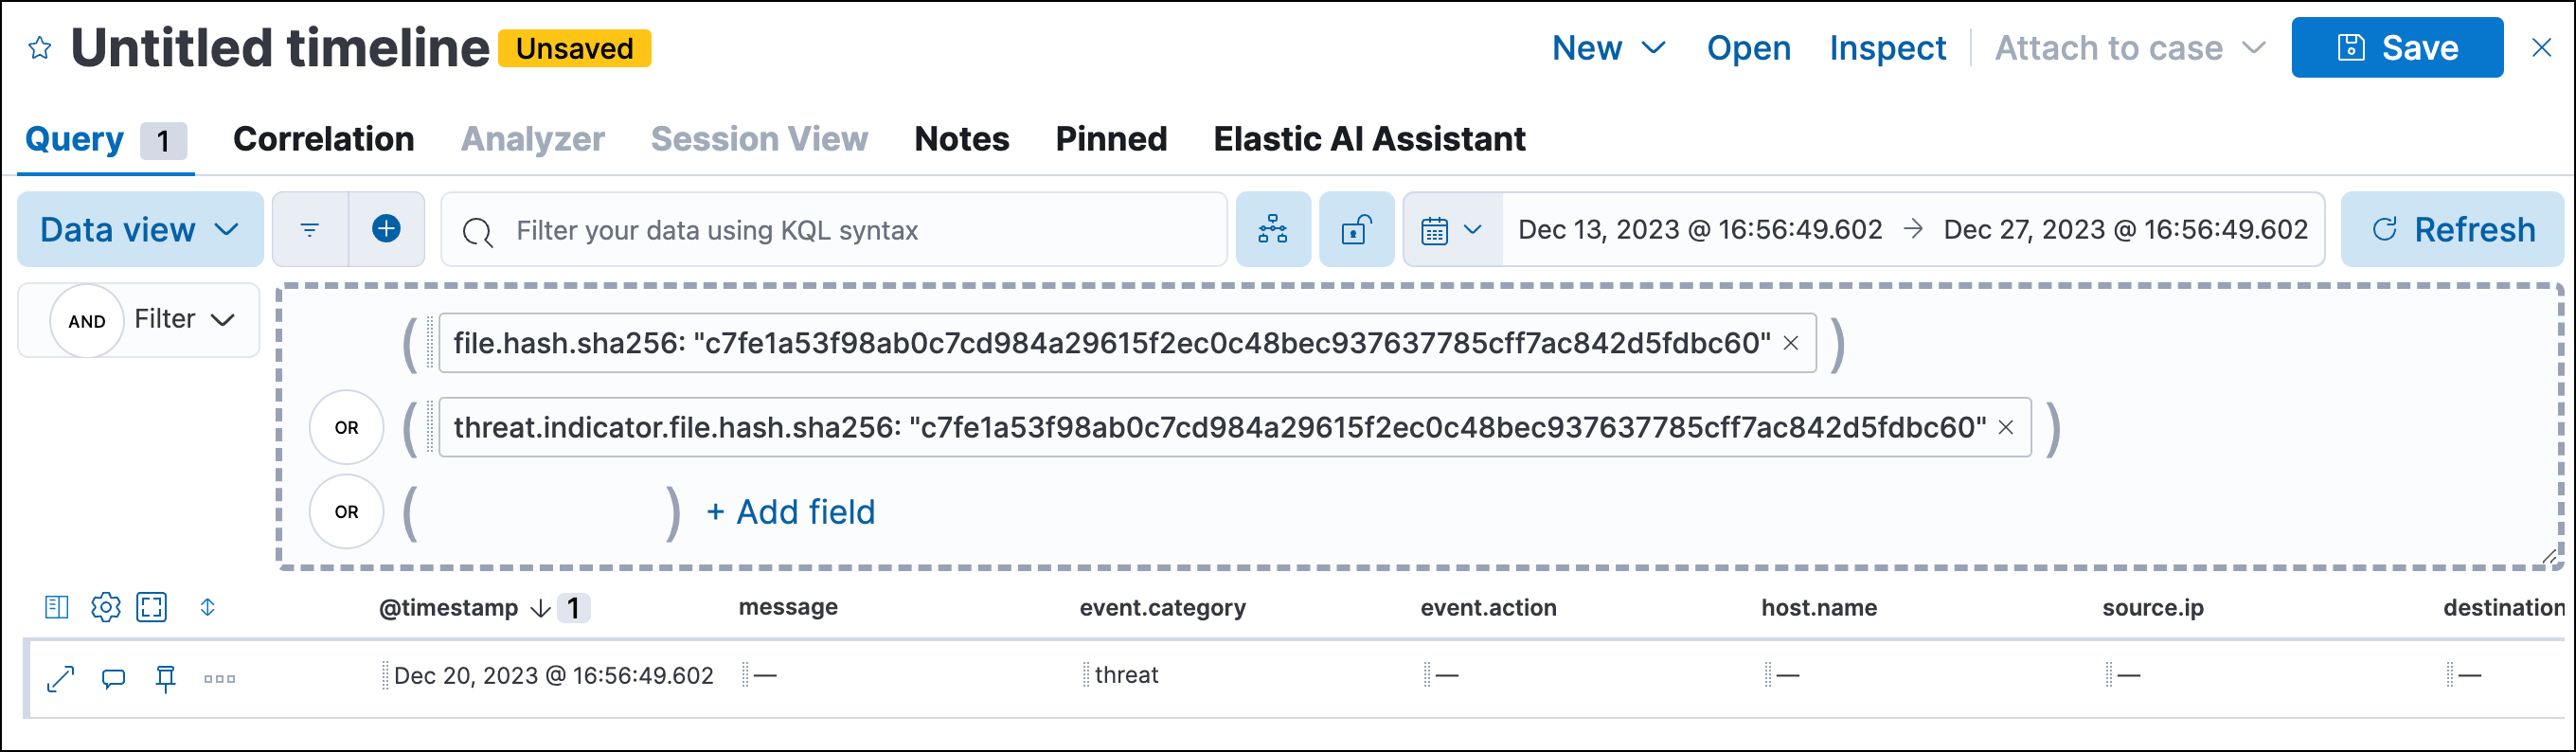 Untitled timeline Unsaved New Open Inspect Attach to case Save
Query 1 Correlation Analyzer Session View Notes Pinned Elastic AI Assistant
Data view Filter your data using KQL syntax Dec 13, 2023 @ 16:56:49.602 → Dec 27, 2023 @ 16:56:49.602 Refresh
AND Filter
( file.hash.sha256: "c7fe1a53f98ab0c7cd984a29615f2ec0c48bec937637785cff7ac842d5fdbc60" × )
OR ( threat.indicator.file.hash.sha256: "c7fe1a53f98ab0c7cd984a29615f2ec0c48bec937637785cff7ac842d5fdbc60" × )
OR ( ) + Add field
@timestamp ↓ 1 message event.category event.action host.name source.ip destination
Dec 20, 2023 @ 16:56:49.602 — threat — — — —